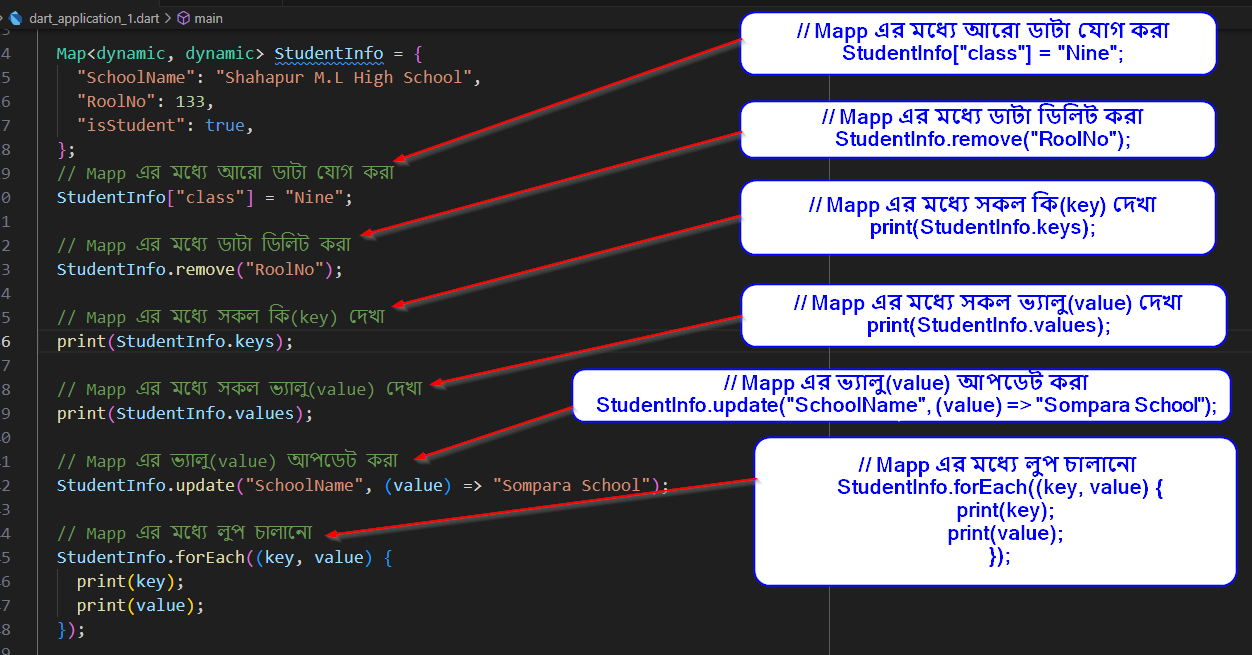 dart_application_1.dart > main
4 Map<dynamic, dynamic> StudentInfo = {
5 "SchoolName": "Shahapur M.L High School",
6 "RoolNo": 133,
7 "isStudent": true,
8 };
9 // Mapp এর মধ্যে আরো ডাটা যোগ করা
0 StudentInfo["class"] = "Nine";
1
2 // Mapp এর মধ্যে ডাটা ডিলিট করা
3 StudentInfo.remove("RoolNo");
4
5 // Mapp এর মধ্যে সকল কি(key) দেখা
6 print(StudentInfo.keys);
7
8 // Mapp এর মধ্যে সকল ভ্যালু(value) দেখা
9 print(StudentInfo.values);
0
1 // Mapp এর ভ্যালু(value) আপডেট করা
2 StudentInfo.update("SchoolName", (value) => "Sompara School");
3
4 // Mapp এর মধ্যে লুপ চালানো
5 StudentInfo.forEach((key, value) {
6 print(key);
7 print(value);
8 });
9
// Mapp এর মধ্যে আরো ডাটা যোগ করা
StudentInfo["class"] = "Nine";
// Mapp এর মধ্যে ডাটা ডিলিট করা
StudentInfo.remove("RoolNo");
// Mapp এর মধ্যে সকল কি(key) দেখা
print(StudentInfo.keys);
// Mapp এর মধ্যে সকল ভ্যালু(value) দেখা
print(StudentInfo.values);
// Mapp এর ভ্যালু(value) আপডেট করা
StudentInfo.update("SchoolName", (value) => "Sompara School");
// Mapp এর মধ্যে লুপ চালানো
StudentInfo.forEach((key, value) {
print(key);
print(value);
});